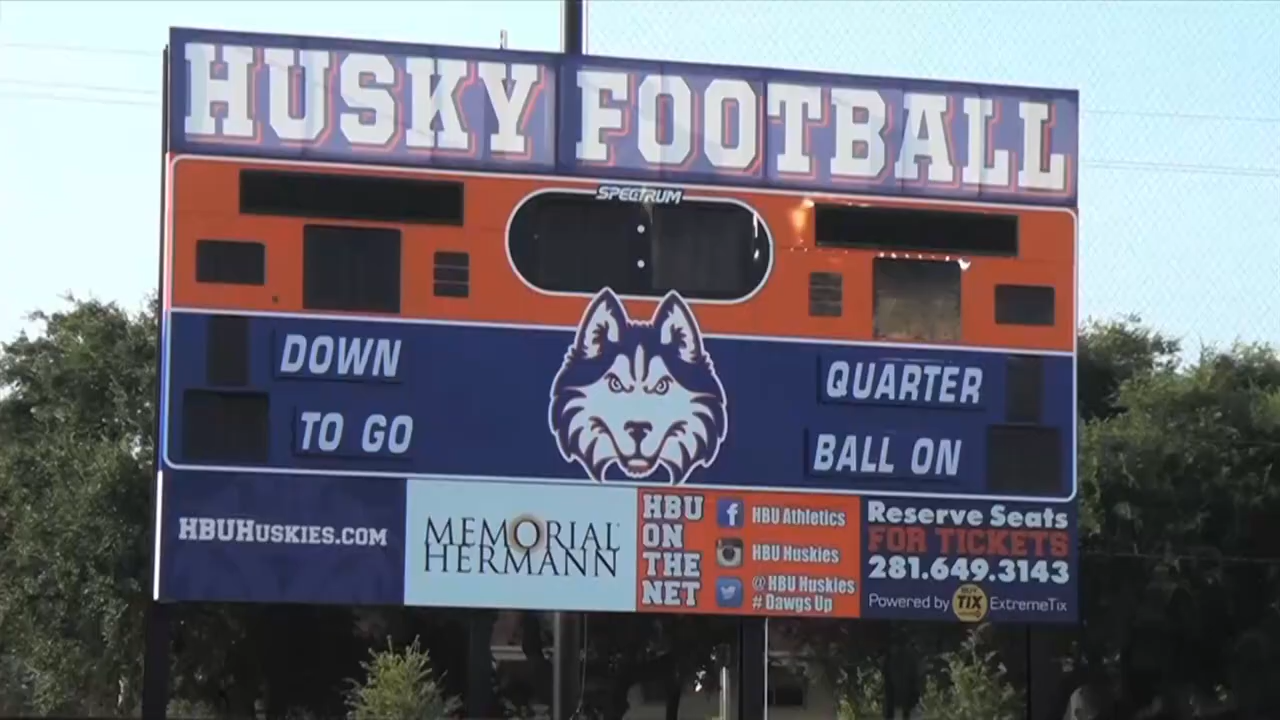 HUSKY FOOTBALL
SPECTRUM
DOWN
TO GO
QUARTER
BALL ON
HBUHUSKIES.COM
MEMORIAL
HERMANN
HBU
ON
THE
NET
f HBU Athletics
HBU Huskies
@HBU Huskies
# Dawgs Up
Reserve Seats
FOR TICKETS
281.649.3143
Powered by BUY TIX ExtremeTix